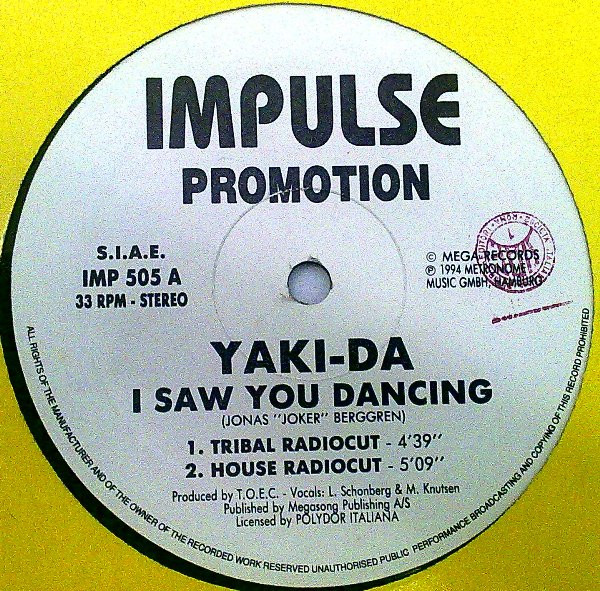 IMPULSE
PROMOTION
S.I.A.E.
IMP 505 A
33 RPM - STEREO
© MEGA RECORDS
℗ 1994 METRONOME
MUSIC GMBH, HAMBURG
YAKI-DA
I SAW YOU DANCING
(JONAS "JOKER" BERGGREN)
1. TRIBAL RADIOCUT - 4'39"
2. HOUSE RADIOCUT - 5'09"
Produced by T.O.E.C. - Vocals: L. Schonberg & M. Knutsen
Published by Megasong Publishing A/S
Licensed by POLYDOR ITALIANA
ALL RIGHTS OF THE MANUFACTURER AND OF THE OWNER OF THE RECORDED WORK RESERVED UNAUTHORISED PUBLIC PERFORMANCE BROADCASTING AND COPYING OF THIS RECORD PROHIBITED